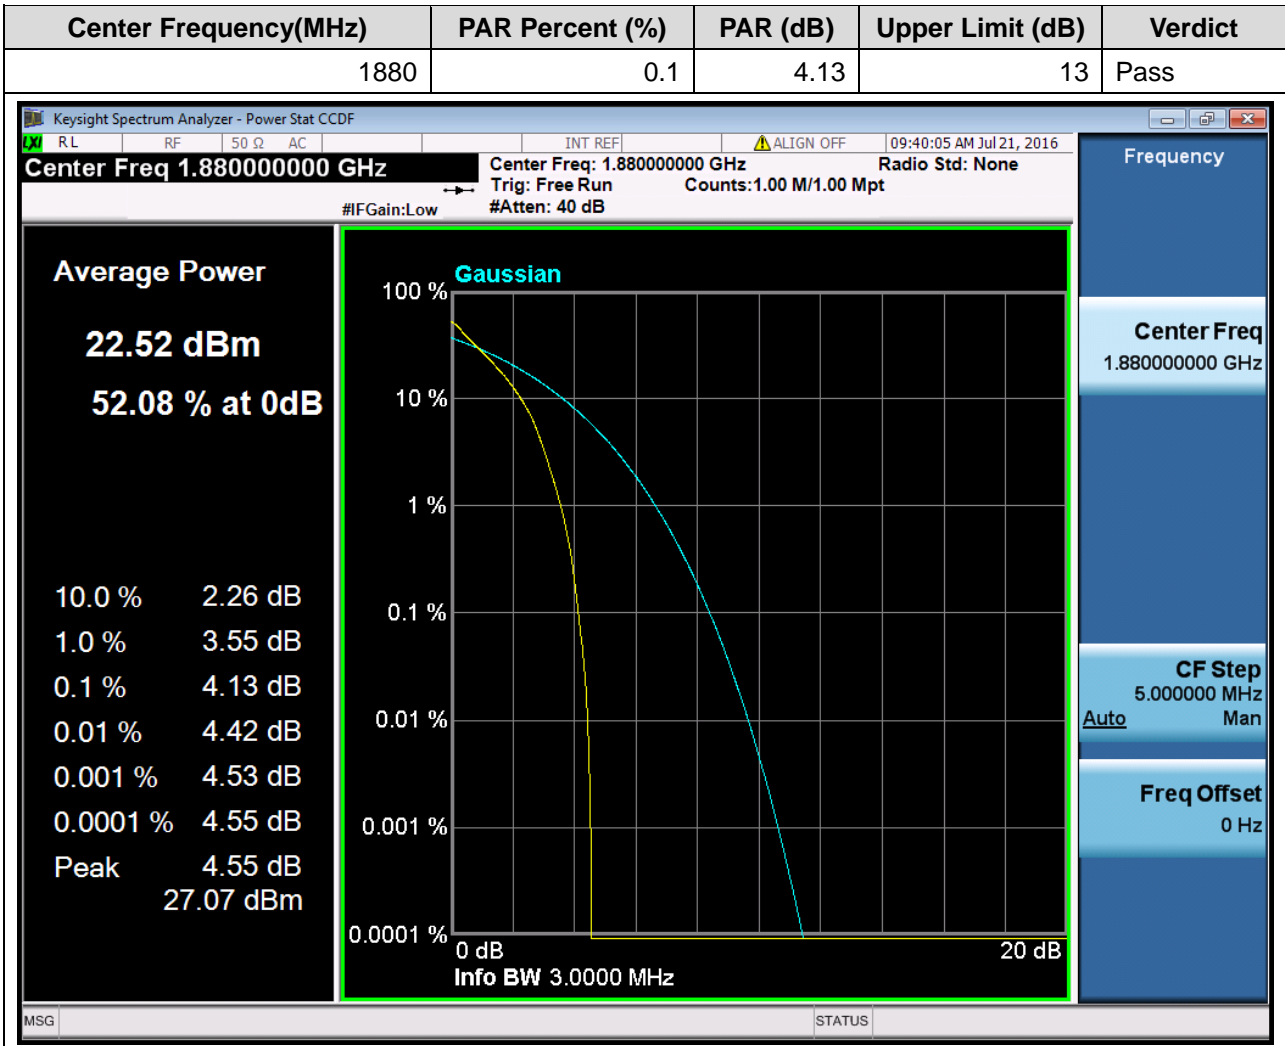 Center Frequency(MHz) PAR Percent (%) PAR (dB) Upper Limit (dB) Verdict
1880 0.1 4.13 13 Pass
Keysight Spectrum Analyzer - Power Stat CCDF
LXI RL RF 50 Ω AC INT REF ALIGN OFF 09:40:05 AM Jul 21, 2016
Center Freq 1.880000000 GHz
Center Freq: 1.880000000 GHz Radio Std: None
Trig: Free Run Counts:1.00 M/1.00 Mpt
#IFGain:Low #Atten: 40 dB
Frequency
Average Power
22.52 dBm
52.08 % at 0dB
10.0 % 2.26 dB
1.0 % 3.55 dB
0.1 % 4.13 dB
0.01 % 4.42 dB
0.001 % 4.53 dB
0.0001 % 4.55 dB
Peak 4.55 dB
27.07 dBm
Gaussian
100 %
10 %
1 %
0.1 %
0.01 %
0.001 %
0.0001 %
0 dB 20 dB
Info BW 3.0000 MHz
Center Freq
1.880000000 GHz
CF Step
5.000000 MHz
Auto Man
Freq Offset
0 Hz
MSG STATUS